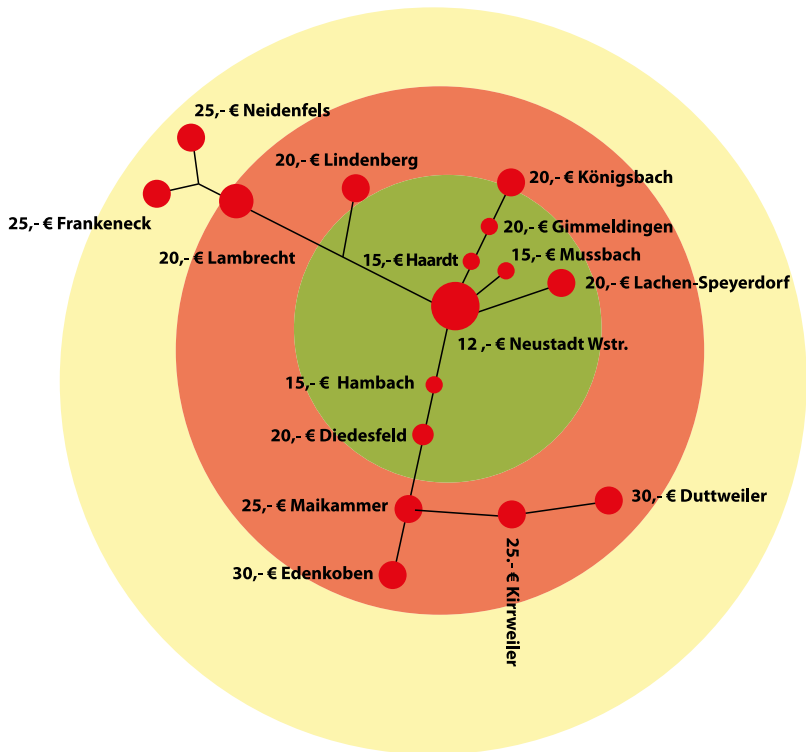 25,- € Neidenfels
20,- € Lindenberg
20,- € Königsbach
25,- € Frankeneck
20,- € Gimmeldingen
20,- € Lambrecht
15,- € Haardt
15,- € Mussbach
20,- € Lachen-Speyerdorf
12 ,- € Neustadt Wstr.
15,- € Hambach
20,- € Diedesfeld
25,- € Maikammer
30,- € Duttweiler
25.- € Kirrweiler
30,- € Edenkoben